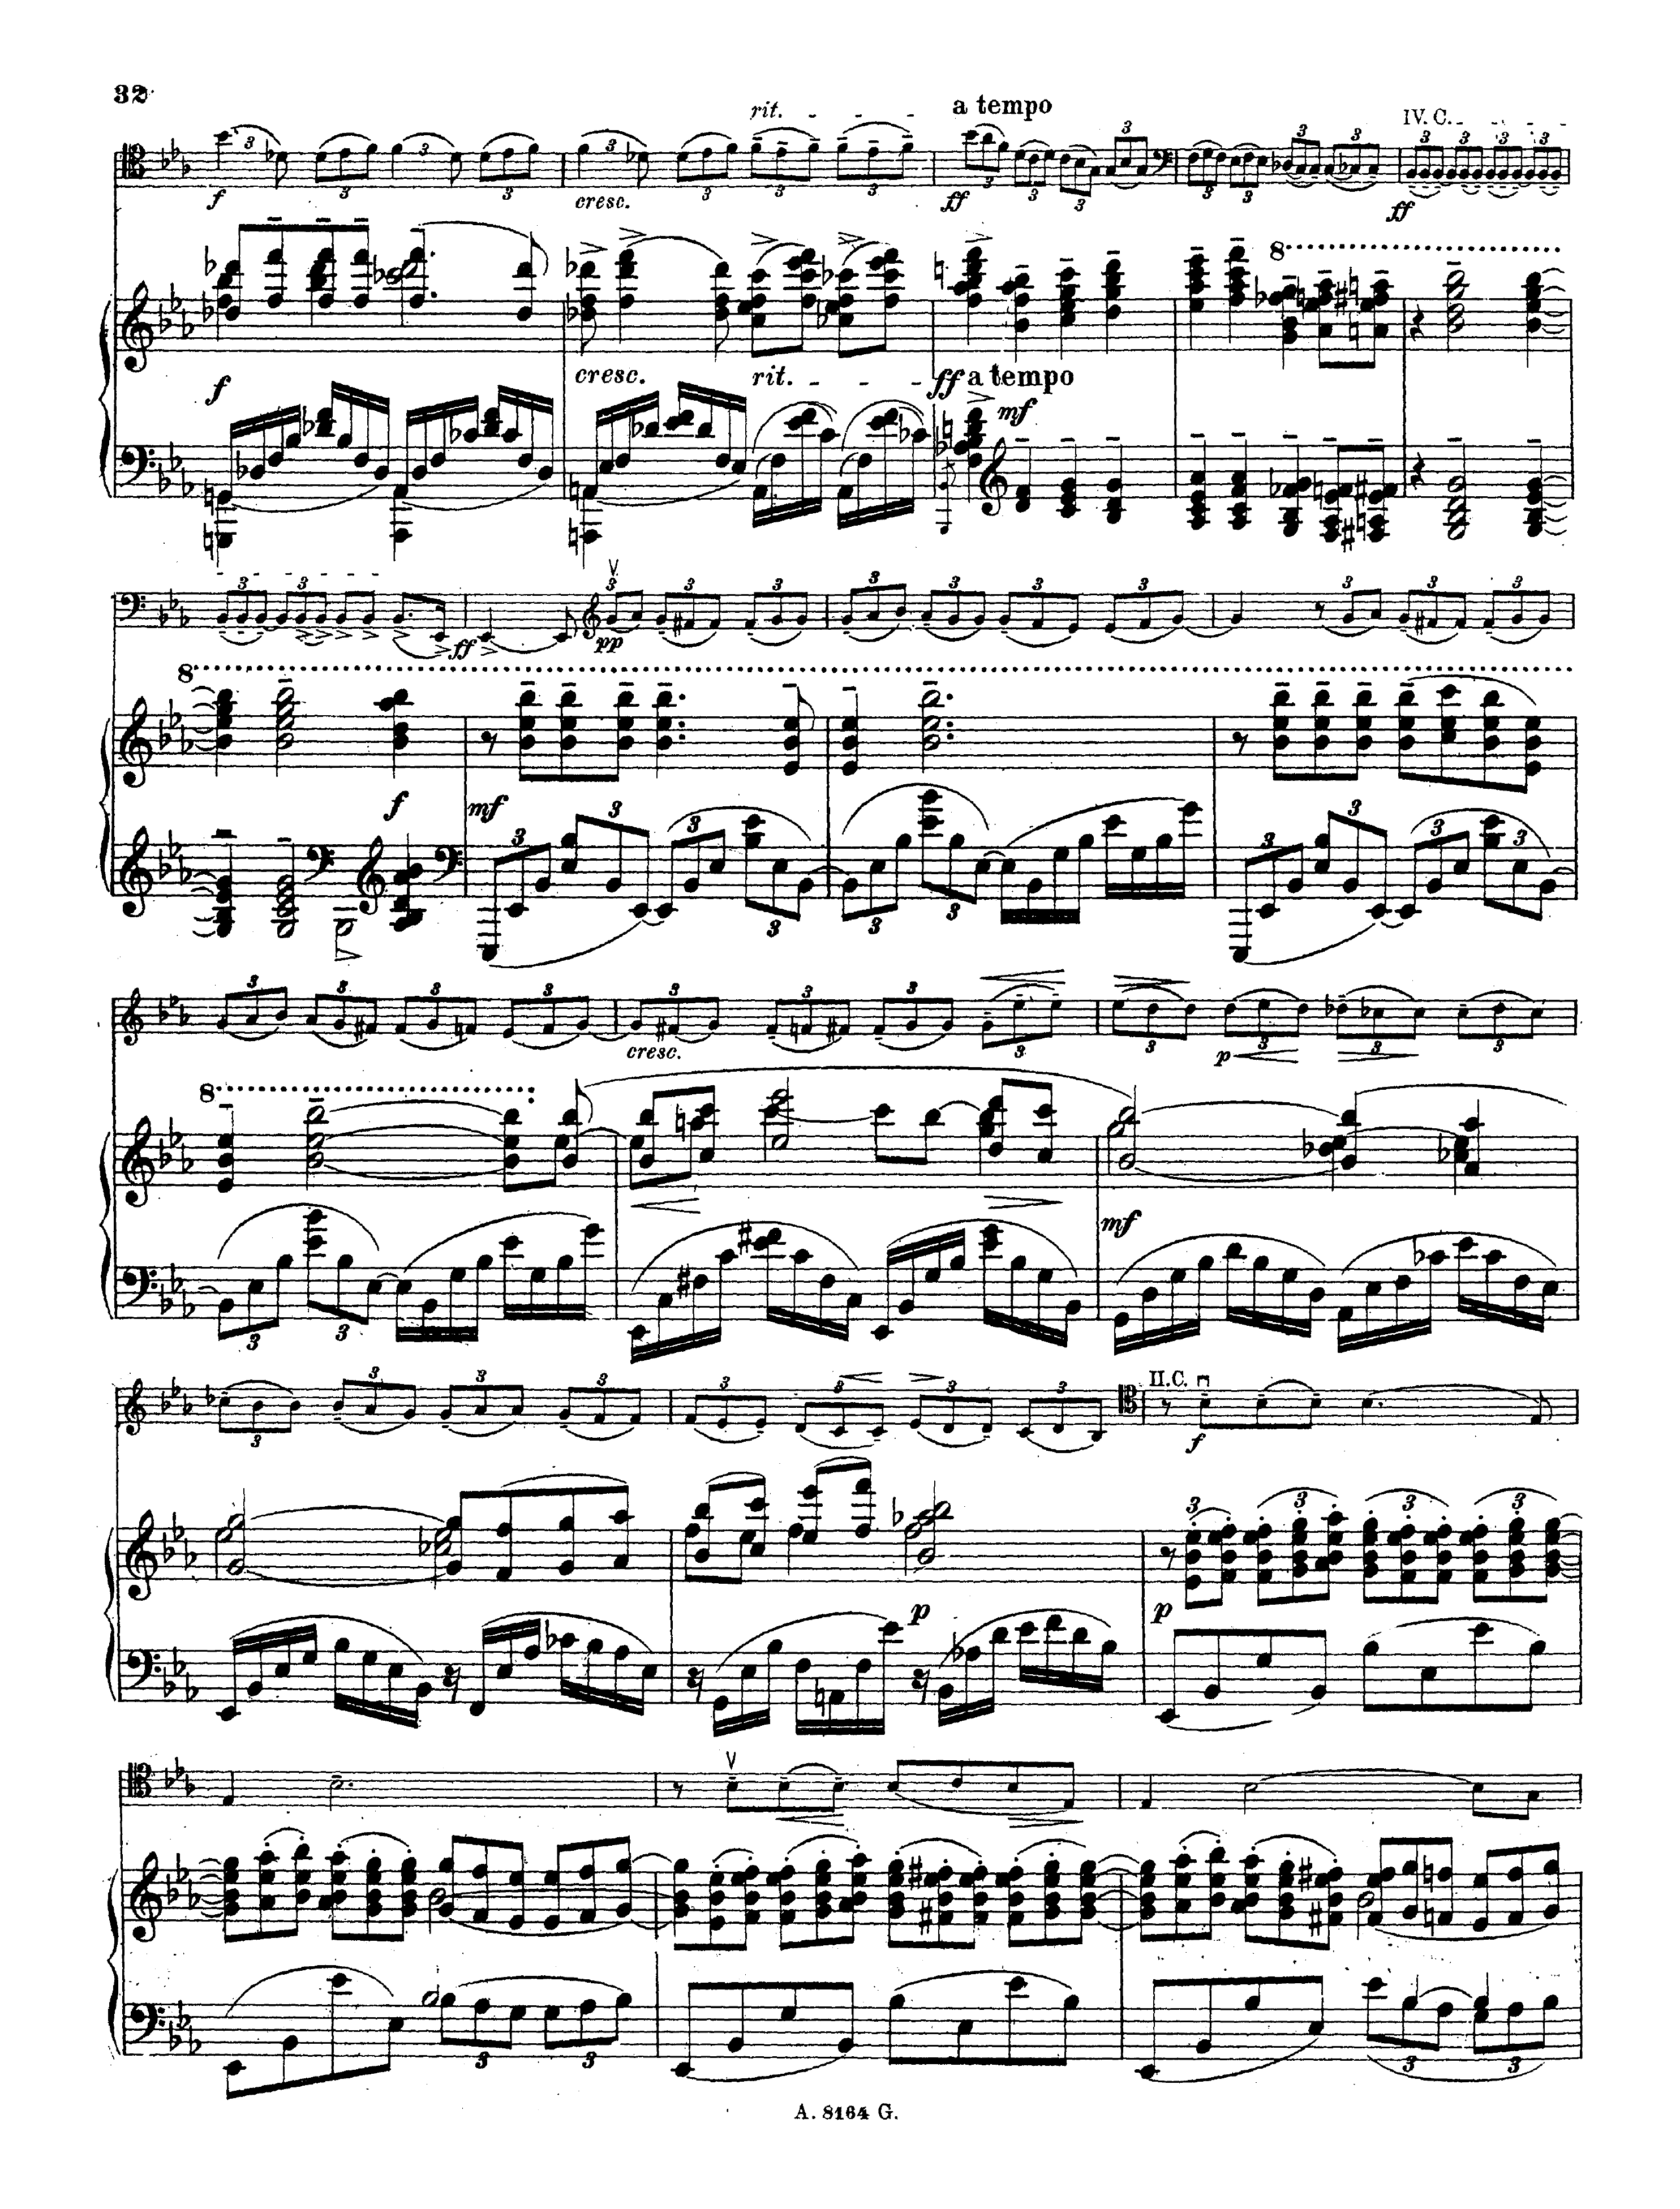 32
rit. a tempo IV. C.
f cresc. ff ff
f cresc. rit. ff a tempo
mf
ff pp
8
mf f
cresc. p
8
mf
II. C.
f
p p
A. 8164 G.